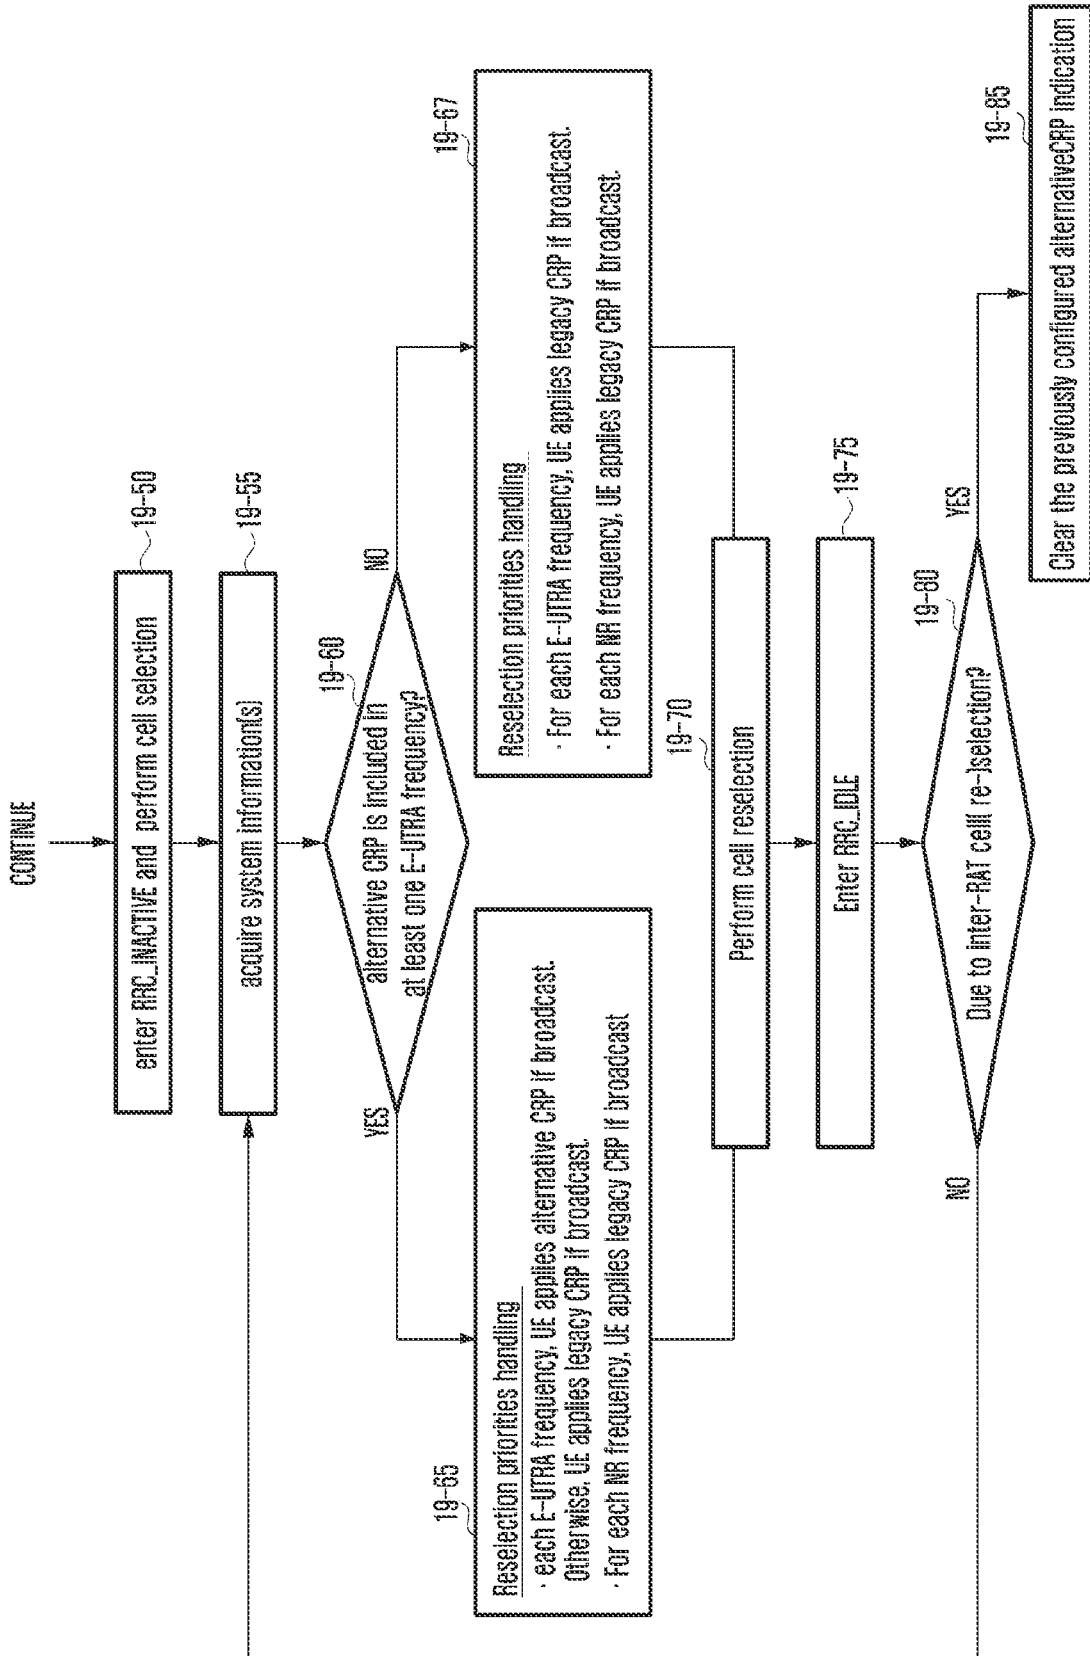 CONTINUE
enter RRC_INACTIVE and perform cell selection
19-50
acquire system information(s)
19-55
alternative CRP is included in
at least one E-UTRA frequency?
19-60
YES
NO
19-65
Reselection priorities handling
· each E-UTRA frequency, UE applies alternative CRP if broadcast.
Otherwise, UE applies legacy CRP if broadcast.
· For each NR frequency, UE applies legacy CRP if broadcast
19-67
Reselection priorities handling
· For each E-UTRA frequency, UE applies legacy CRP if broadcast.
· For each NR frequency, UE applies legacy CRP if broadcast.
19-70
Perform cell reselection
Enter RRC_IDLE
19-75
Due to inter-RAT cell( re-)selection?
19-80
NO
YES
19-85
Clear the previously configured alternativeCRP indication